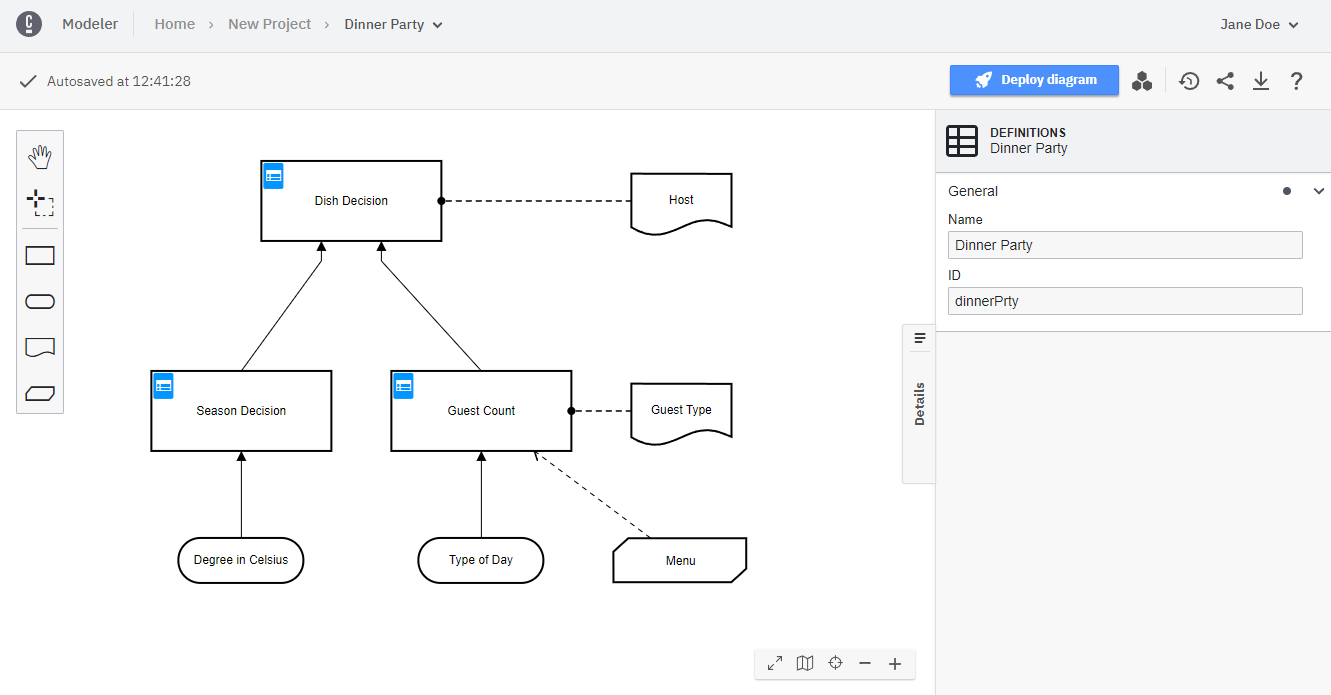 Modeler
Home > New Project > Dinner Party
Jane Doe
Autosaved at 12:41:28
Deploy diagram
?
DEFINITIONS
Dinner Party
General
Name
Dinner Party
ID
dinnerPrty
Details
Dish Decision
Host
Season Decision
Guest Count
Guest Type
Degree in Celsius
Type of Day
Menu